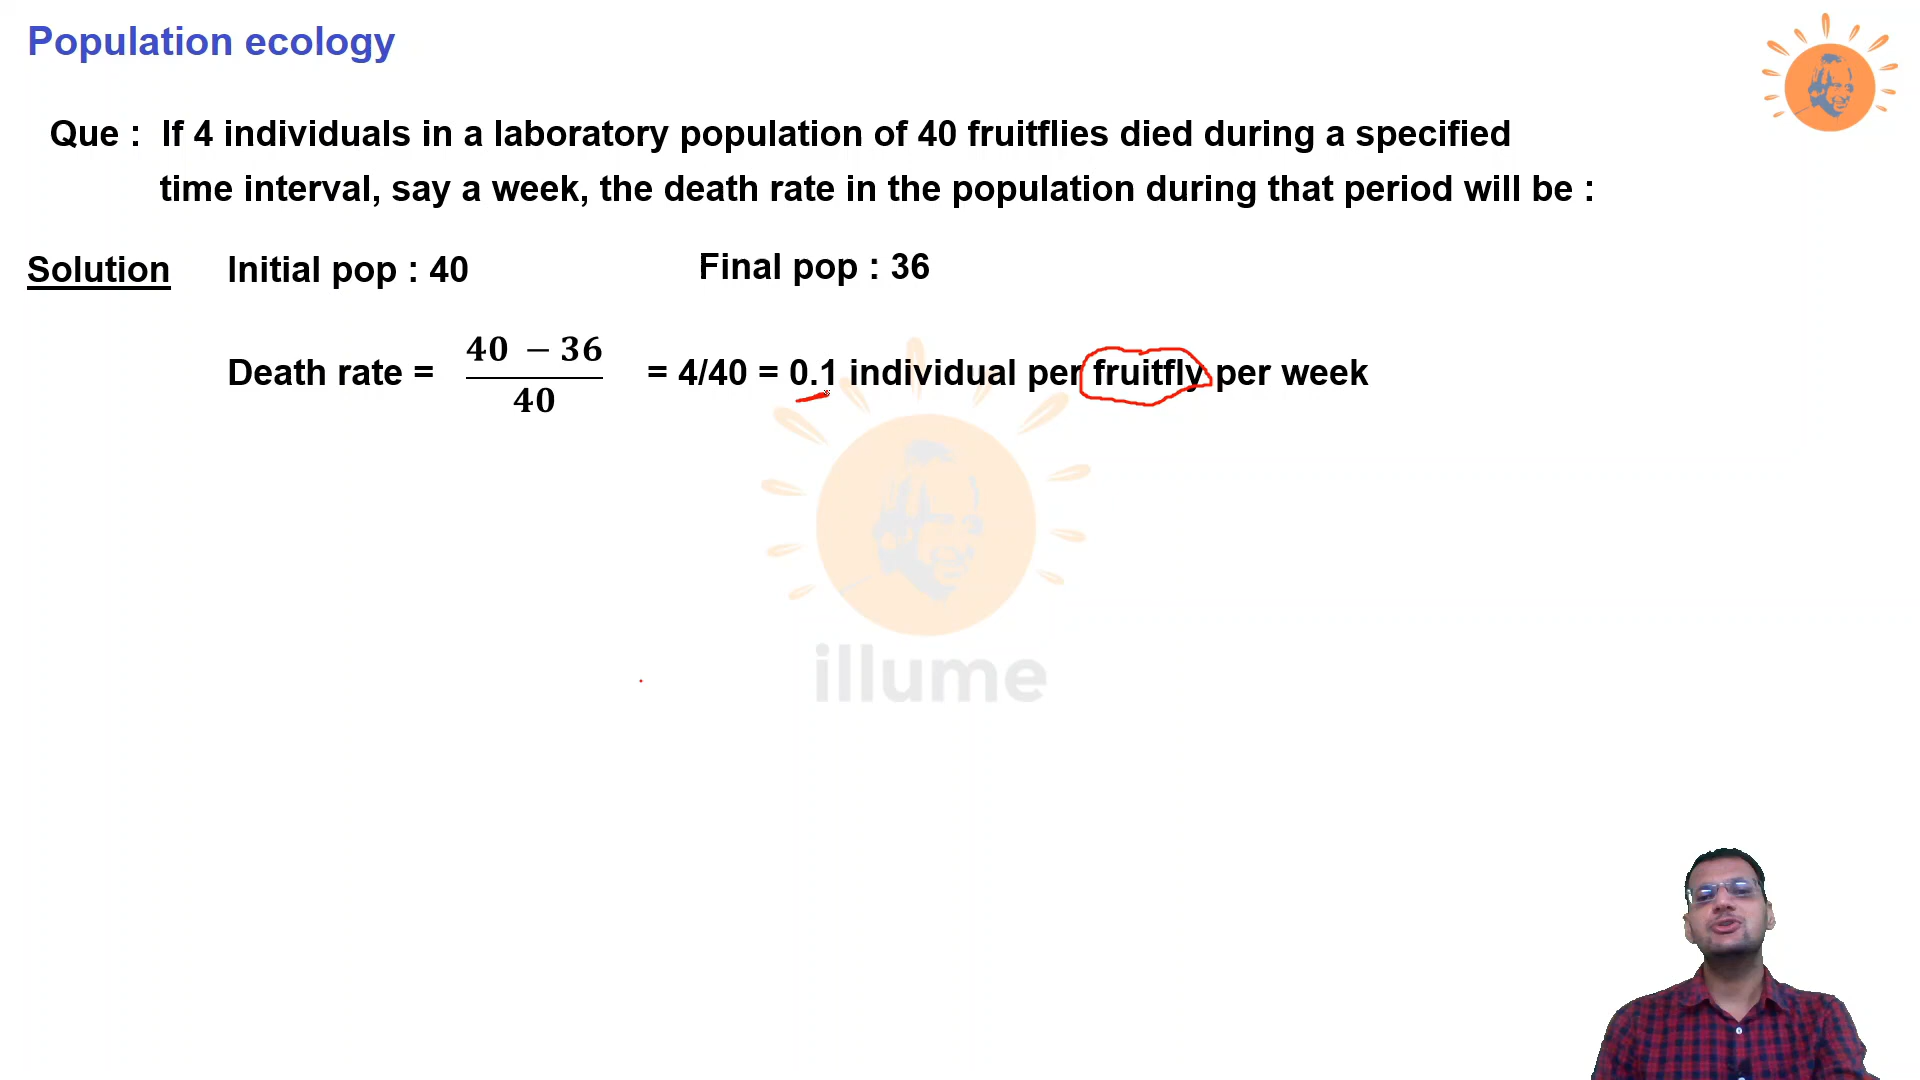 Population ecology
Que : If 4 individuals in a laboratory population of 40 fruitflies died during a specified
time interval, say a week, the death rate in the population during that period will be :
Solution Initial pop : 40 Final pop : 36
Death rate = 40 − 36 / 40 = 4/40 = 0.1 individual per fruitfly per week
illume